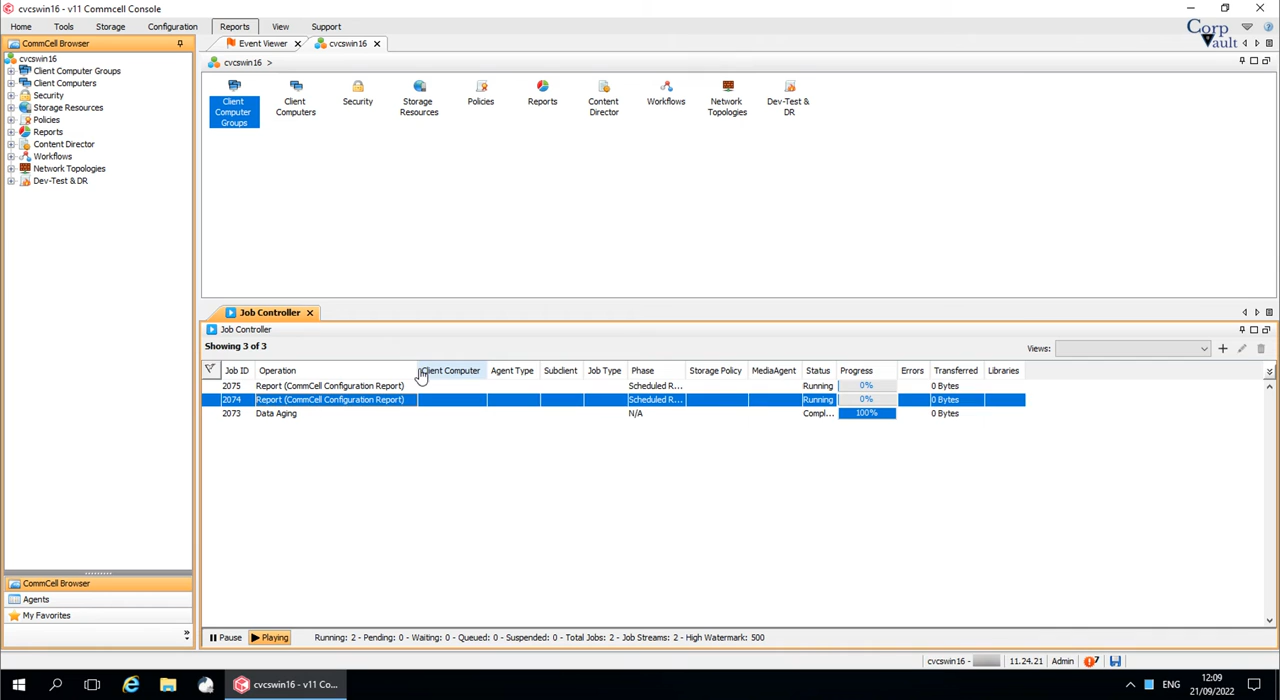 cvcswin16 - v11 Commcell Console
Home Tools Storage Configuration Reports View Support
Corp Vault
CommCell Browser
Event Viewer cvcswin16
cvcswin16 >
cvcswin16
Client Computer Groups
Client Computers
Security
Storage Resources
Policies
Reports
Content Director
Workflows
Network Topologies
Dev-Test & DR
Client Computer Groups
Client Computers
Security
Storage Resources
Policies
Reports
Content Director
Workflows
Network Topologies
Dev-Test & DR
Job Controller
Job Controller
Showing 3 of 3
Views:
Job ID Operation Client Computer Agent Type Subclient Job Type Phase Storage Policy MediaAgent Status Progress Errors Transferred Libraries
2075 Report (CommCell Configuration Report) Scheduled R... Running 0% 0 Bytes
2074 Report (CommCell Configuration Report) Scheduled R... Running 0% 0 Bytes
2073 Data Aging N/A Compl... 100% 0 Bytes
CommCell Browser
Agents
My Favorites
Pause Playing Running: 2 - Pending: 0 - Waiting: 0 - Queued: 0 - Suspended: 0 - Total Jobs: 2 - Job Streams: 2 - High Watermark: 500
cvcswin16 - 11.24.21 Admin 7
cvcswin16 - v11 Co...
ENG
12:09
21/09/2022